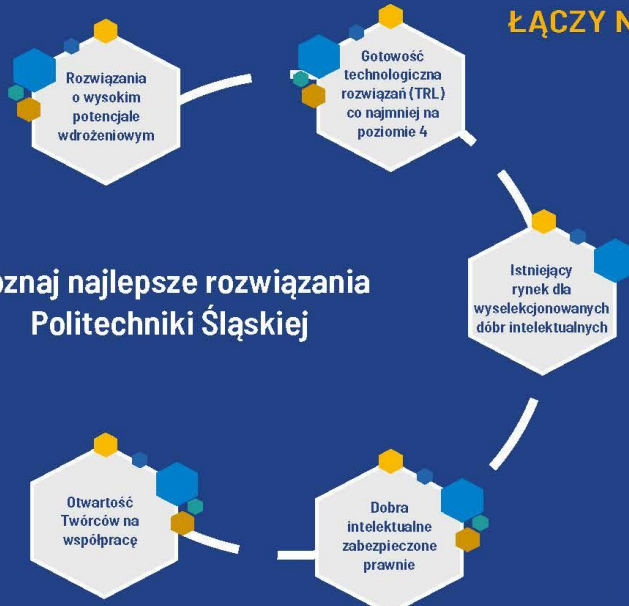 ŁĄCZY N
Rozwiązania
o wysokim
potencjale
wdrożeniowym
Gotowość
technologiczna
rozwiązań (TRL)
co najmniej na
poziomie 4
Istniejący
rynek dla
wyselekcjonowanych
dóbr intelektualnych
oznaj najlepsze rozwiązania
Politechniki Śląskiej
Dobra
intelektualne
zabezpieczone
prawnie
Otwartość
Twórców na
współpracę